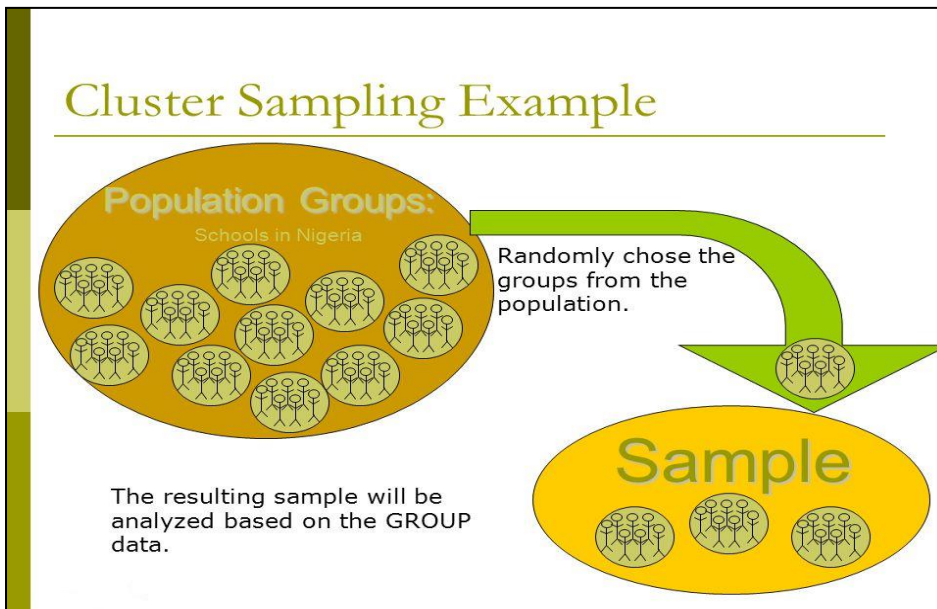 Cluster Sampling Example
Population Groups:
Schools in Nigeria
Randomly chose the
groups from the
population.
Sample
The resulting sample will be
analyzed based on the GROUP
data.